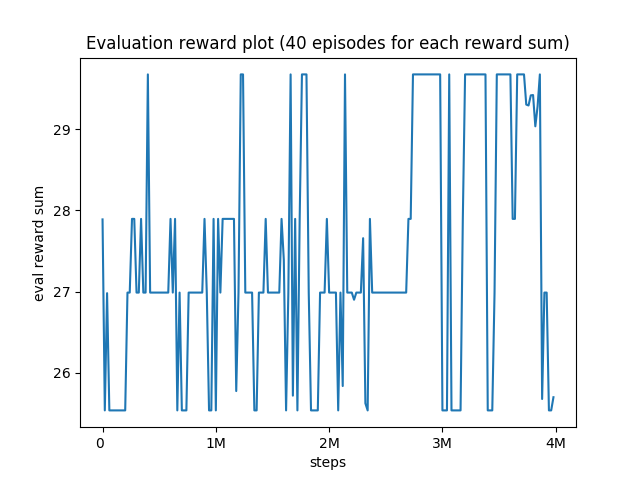 Evaluation reward plot (40 episodes for each reward sum)
29
28
27
26
eval reward sum
0 1M 2M 3M 4M
steps